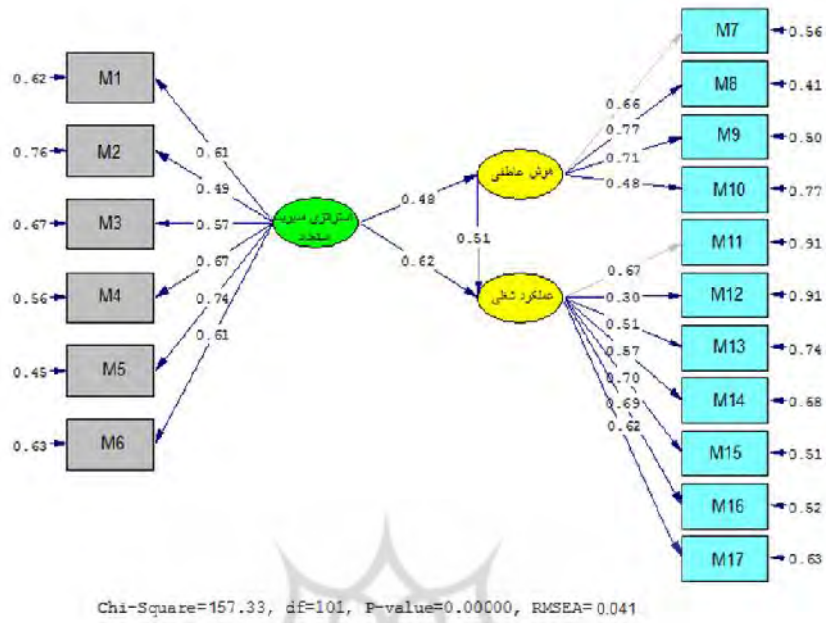 M1
0.62
M2
0.76
M3
0.67
M4
0.56
M5
0.45
M6
0.63
0.61
0.49
0.57
0.67
0.74
0.61
استراتژی مدیریت
استعداد
0.48
0.62
0.51
هوش عاطفی
عملکرد شغلی
0.66
0.77
0.71
0.48
0.67
0.30
0.51
0.57
0.70
0.69
0.62
M7
0.56
M8
0.41
M9
0.50
M10
0.77
M11
0.91
M12
0.91
M13
0.74
M14
0.68
M15
0.51
M16
0.52
M17
0.63
Chi-Square=157.33, df=101, P-value=0.00000, RMSEA=0.041